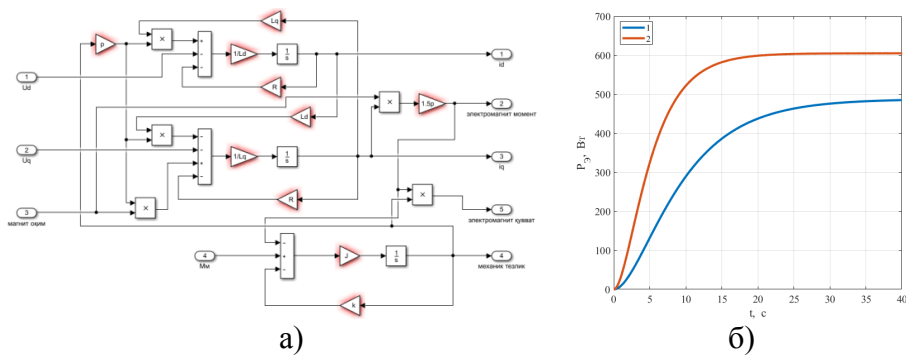 Lq
p
×
1/Ld
1
s
1
Ud
1
id
R
×
1.5p
2
электромагнит момент
Ld
×
2
Uq
1/Lq
1
s
3
iq
3
магнит оқим
×
R
×
5
электромагнит қувват
4
Mм
J
1
s
4
механик тезлик
k
а)
700
600
500
400
300
200
100
0
0 5 10 15 20 25 30 35 40
1
2
Pэ, Вт
t, с
б)